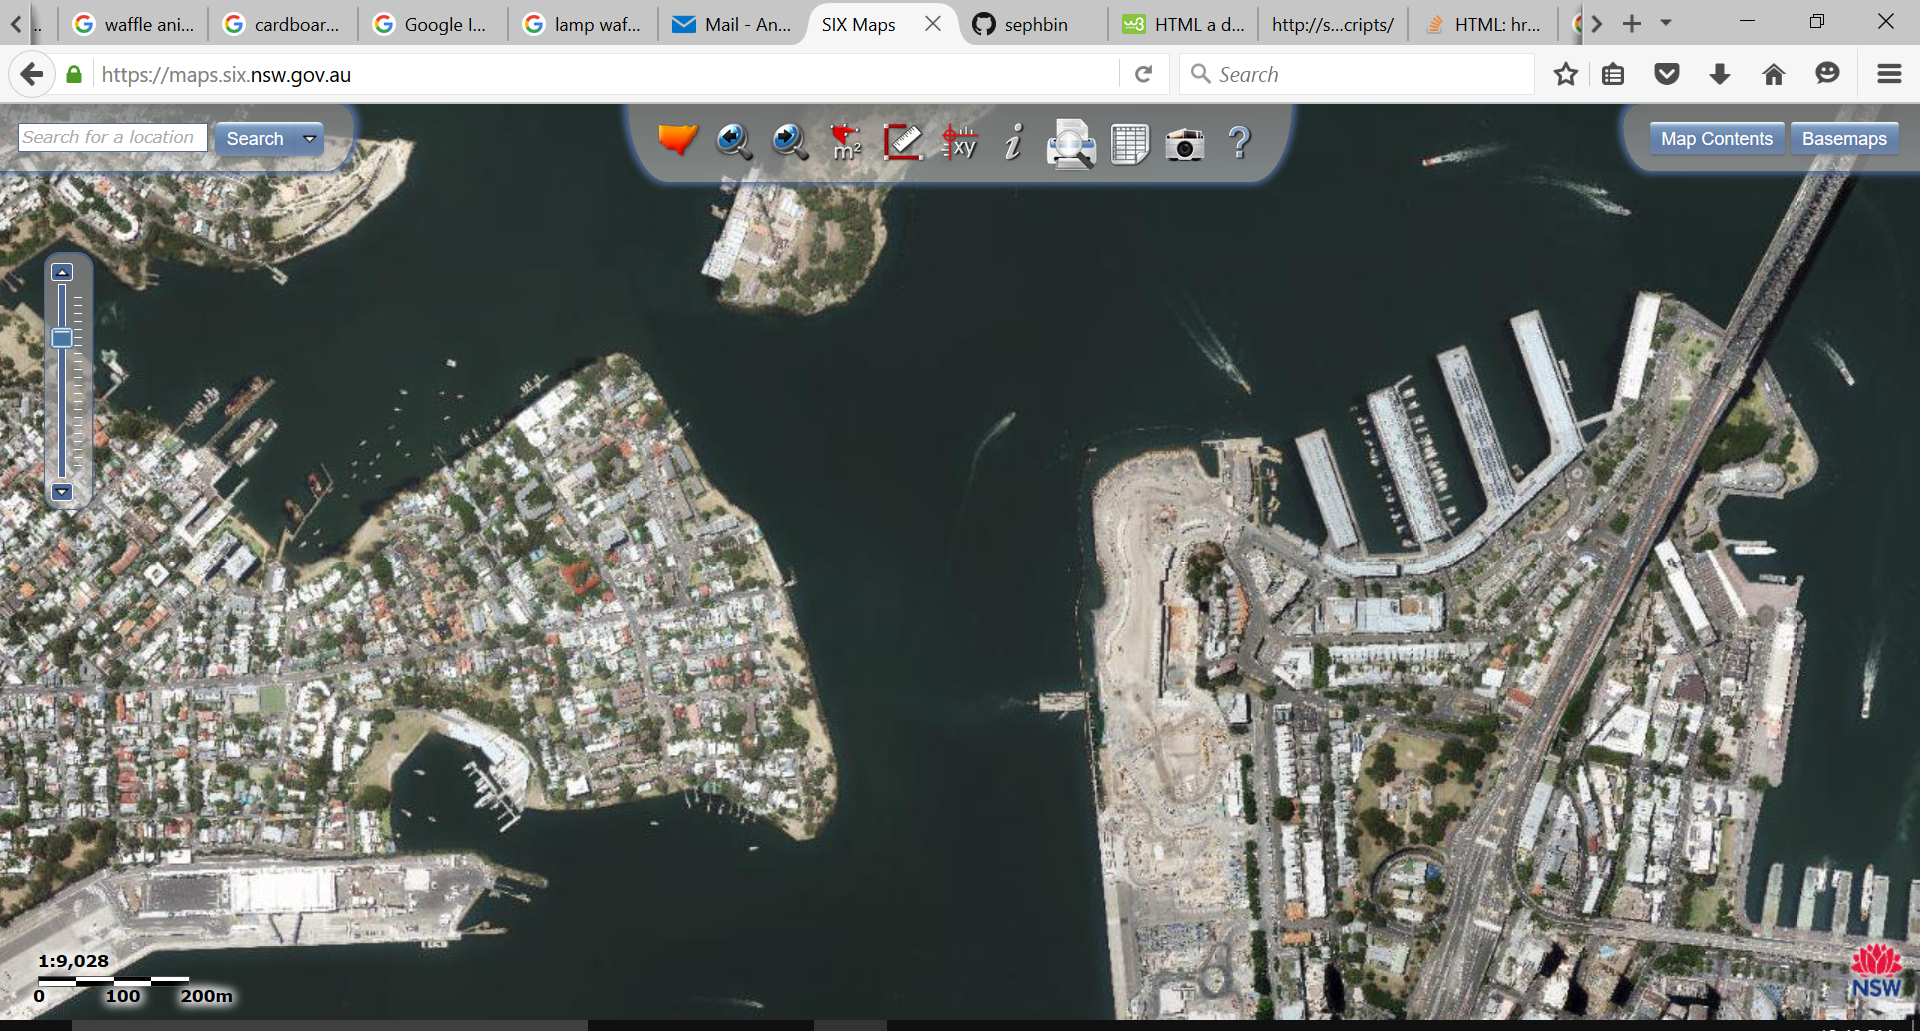 waffle ani...
cardboar...
Google I...
lamp waf...
Mail - An...
SIX Maps
sephbin
HTML a d...
http://s...cripts/
HTML: hr...
https://maps.six.nsw.gov.au
Search
Search for a location
Search
m²
xy
i
?
Map Contents
Basemaps
1:9,028
0 100 200m
NSW